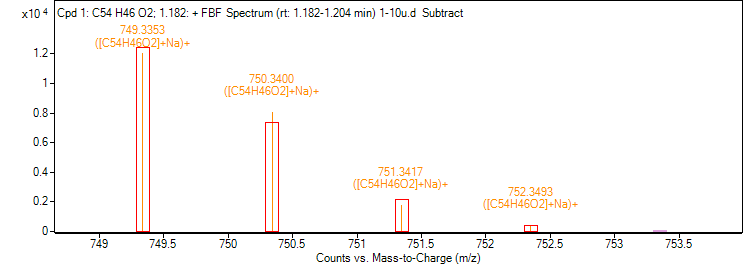 x10 4
Cpd 1: C54 H46 O2; 1.182: + FBF Spectrum (rt: 1.182-1.204 min) 1-10u.d Subtract
749.3353
([C54H46O2]+Na)+
1.2
750.3400
([C54H46O2]+Na)+
1
0.8
0.6
751.3417
([C54H46O2]+Na)+
0.4
752.3493
([C54H46O2]+Na)+
0.2
0
749 749.5 750 750.5 751 751.5 752 752.5 753 753.5
Counts vs. Mass-to-Charge (m/z)